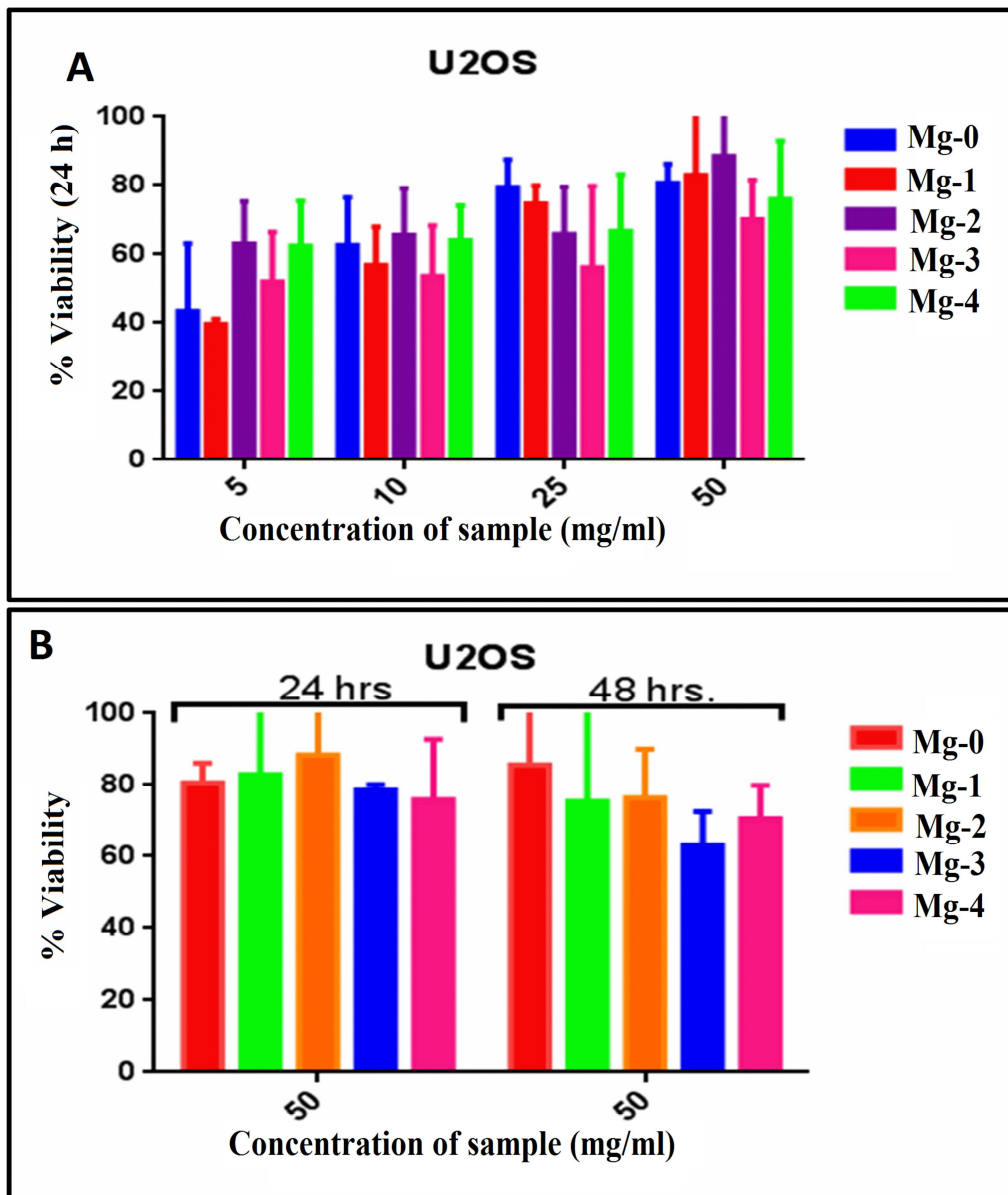 A
U2OS
% Viability (24 h)
100
80
60
40
20
0
5
10
25
50
Concentration of sample (mg/ml)
Mg-0
Mg-1
Mg-2
Mg-3
Mg-4
B
U2OS
24 hrs
48 hrs.
% Viability
100
80
60
40
20
0
50
50
Concentration of sample (mg/ml)
Mg-0
Mg-1
Mg-2
Mg-3
Mg-4